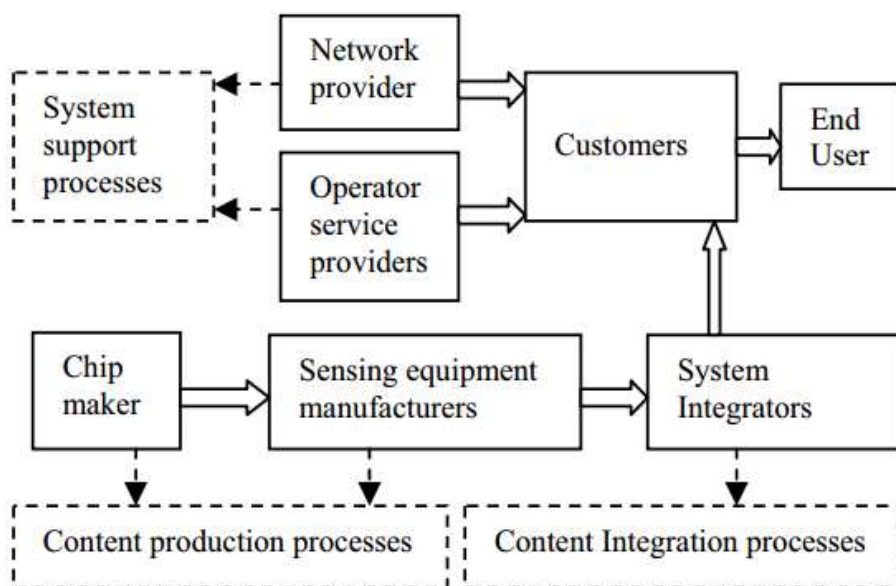 Network
provider
System
support
processes
Customers
End
User
Operator
service
providers
Chip
maker
Sensing equipment
manufacturers
System
Integrators
Content production processes
Content Integration processes